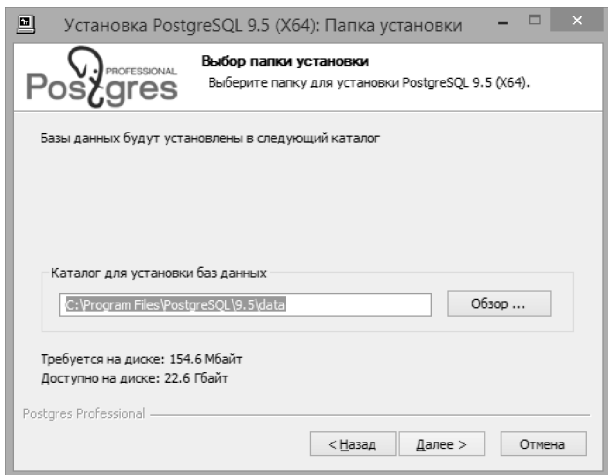 Установка PostgreSQL 9.5 (X64): Папка установки
PROFESSIONAL
Postgres
Выбор папки установки
Выберите папку для установки PostgreSQL 9.5 (X64).
Базы данных будут установлены в следующий каталог
Каталог для установки баз данных
C:\Program Files\PostgreSQL\9.5\data
Обзор ...
Требуется на диске: 154.6 Мбайт
Доступно на диске: 22.6 Гбайт
Postgres Professional
< Назад
Далее >
Отмена